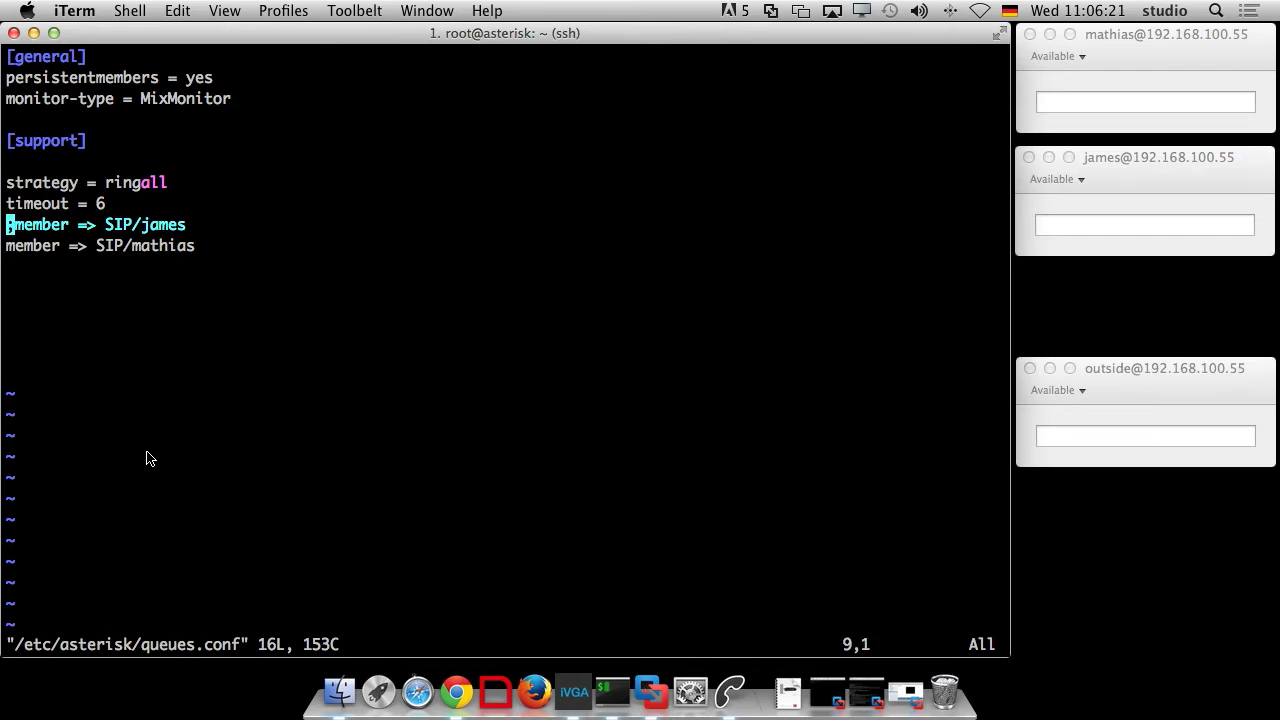 iTerm Shell Edit View Profiles Toolbelt Window Help 5 Wed 11:06:21 studio
1. root@asterisk: ~ (ssh)
[general]
persistentmembers = yes
monitor-type = MixMonitor
[support]
strategy = ringall
timeout = 6
;member => SIP/james
member => SIP/mathias
~
~
~
~
~
~
~
~
~
~
~
~
"/etc/asterisk/queues.conf" 16L, 153C 9,1 All
mathias@192.168.100.55
Available
james@192.168.100.55
Available
outside@192.168.100.55
Available
iVGA